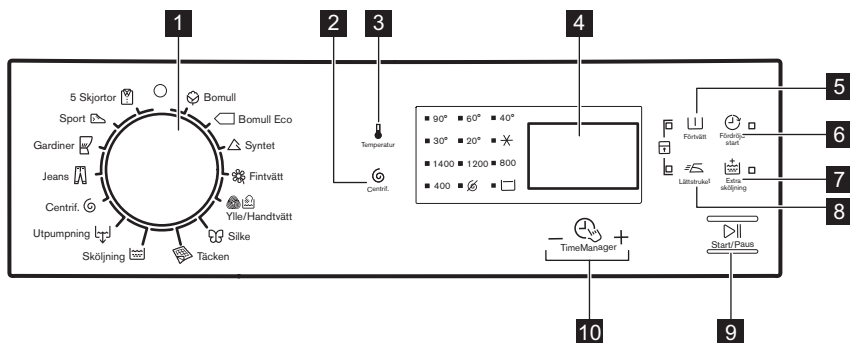 1
2
3
4
5
6
7
8
9
10
5 Skjortor
Sport
Gardiner
Jeans
Centrif.
Utpumpning
Sköljning
Bomull
Bomull Eco
Syntet
Fintvätt
Ylle/Handtvätt
Silke
Täcken
Temperatur
Centrif.
90° 60° 40°
30° 20°
1400 1200 800
400
Förtvätt
Fördröjd
start
Lättstruket
Extra
sköljning
TimeManager
Start/Paus